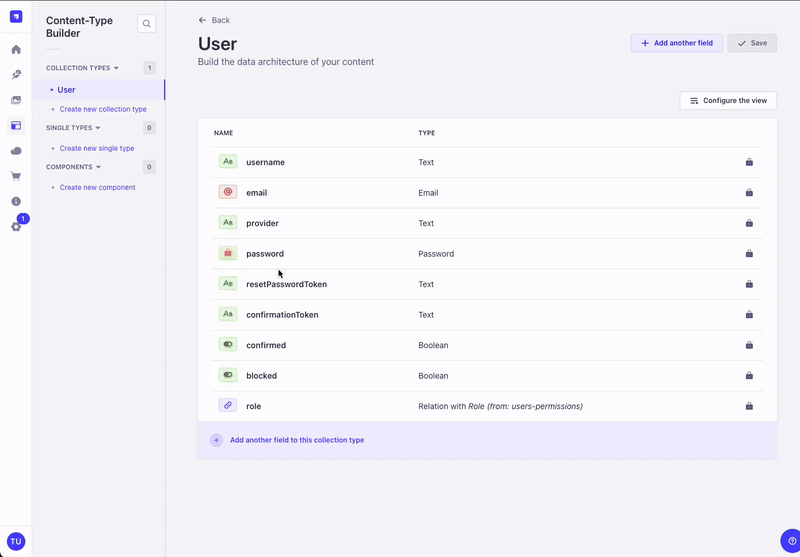 Content-Type
Builder
COLLECTION TYPES
1
User
Create new collection type
SINGLE TYPES
0
Create new single type
COMPONENTS
0
Create new component
1
TU
Back
User
Build the data architecture of your content
Add another field
Save
Configure the view
NAME TYPE
Aa username Text
@ email Email
Aa provider Text
password Password
Aa resetPasswordToken Text
Aa confirmationToken Text
confirmed Boolean
blocked Boolean
role Relation with Role (from: users-permissions)
Add another field to this collection type